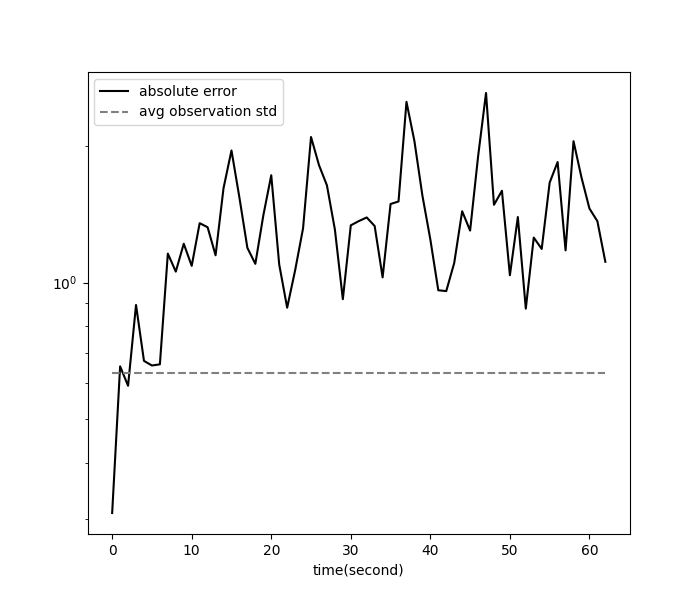 absolute error
avg observation std
10⁰
0 10 20 30 40 50 60
time(second)